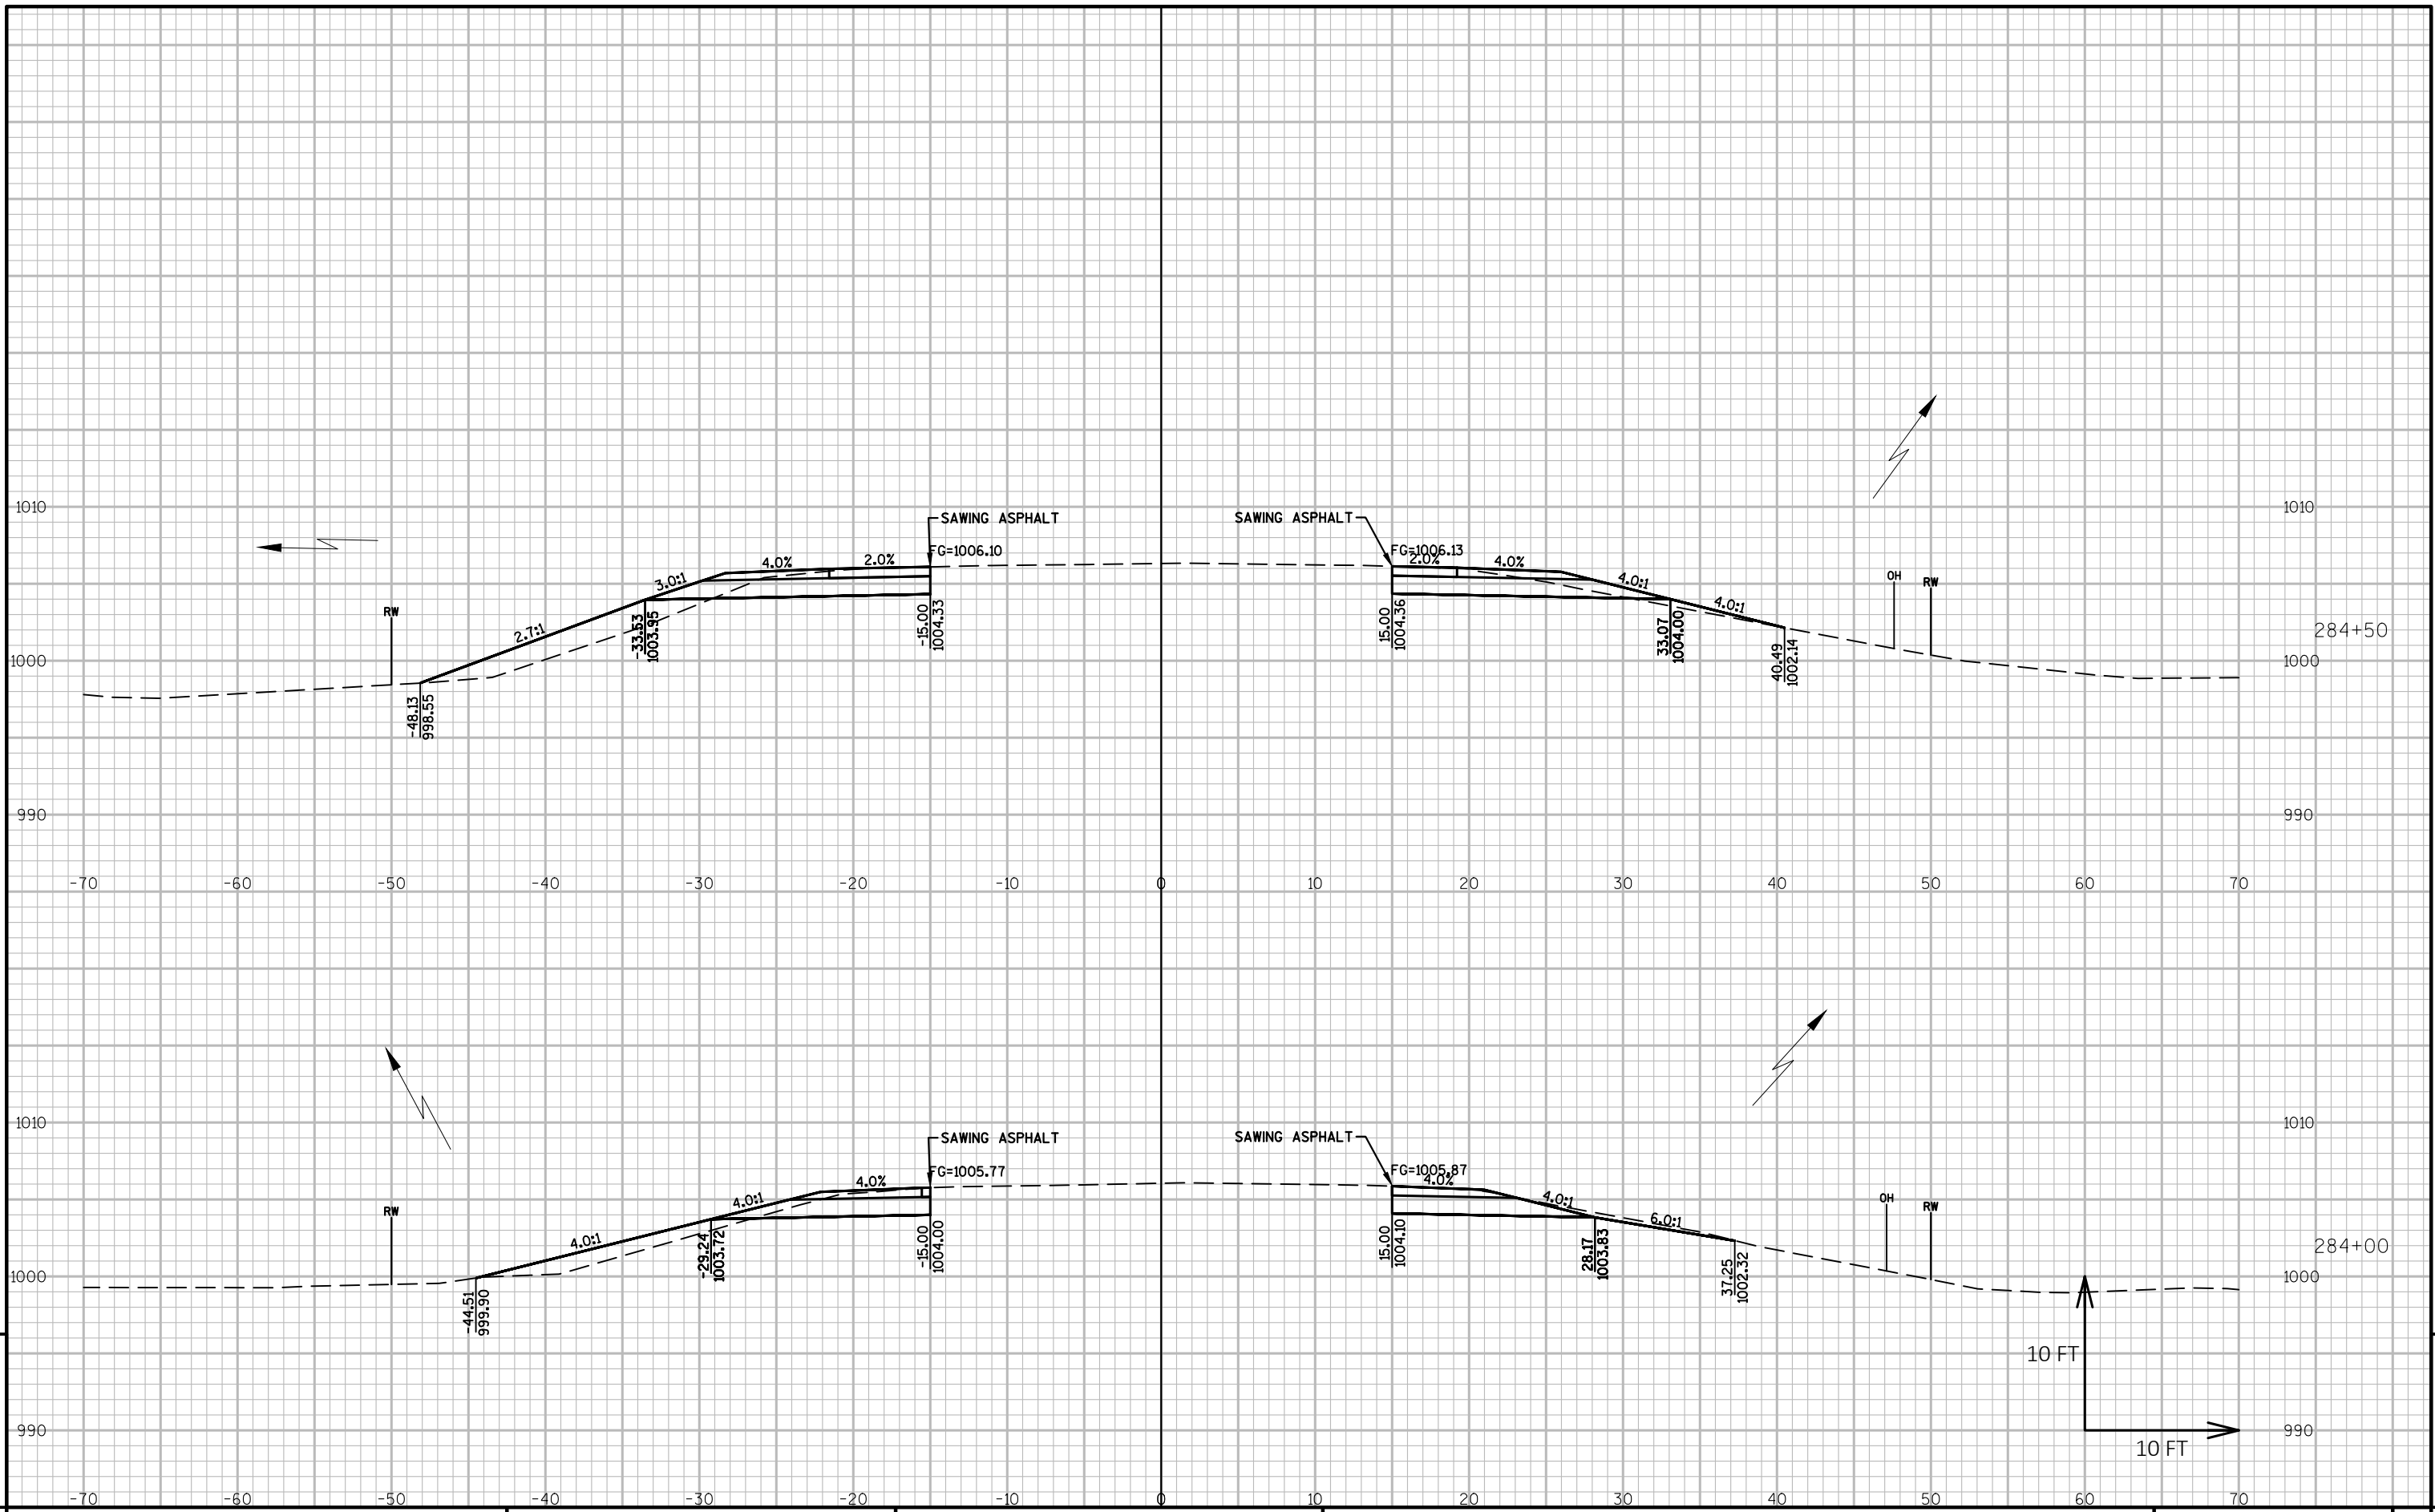 1010
1010
SAWING ASPHALT
SAWING ASPHALT
FG=1006.10
FG=1006.13
4.0%
2.0%
2.0%
4.0%
3.0:1
4.0:1
4.0:1
2.7:1
RW
OH
RW
-33.53
1003.95
-15.00
1004.33
15.00
1004.36
33.07
1004.00
40.49
1002.14
-48.13
998.55
284+50
1000
1000
990
990
-70 -60 -50 -40 -30 -20 -10 0 10 20 30 40 50 60 70
1010
1010
SAWING ASPHALT
SAWING ASPHALT
FG=1005.77
FG=1005.87
4.0%
4.0%
4.0:1
4.0:1
4.0:1
6.0:1
RW
OH
RW
-29.24
1003.72
-15.00
1004.00
15.00
1004.10
28.17
1003.83
37.25
1002.32
-44.51
999.90
284+00
1000
1000
10 FT
10 FT
990
990
-70 -60 -50 -40 -30 -20 -10 0 10 20 30 40 50 60 70